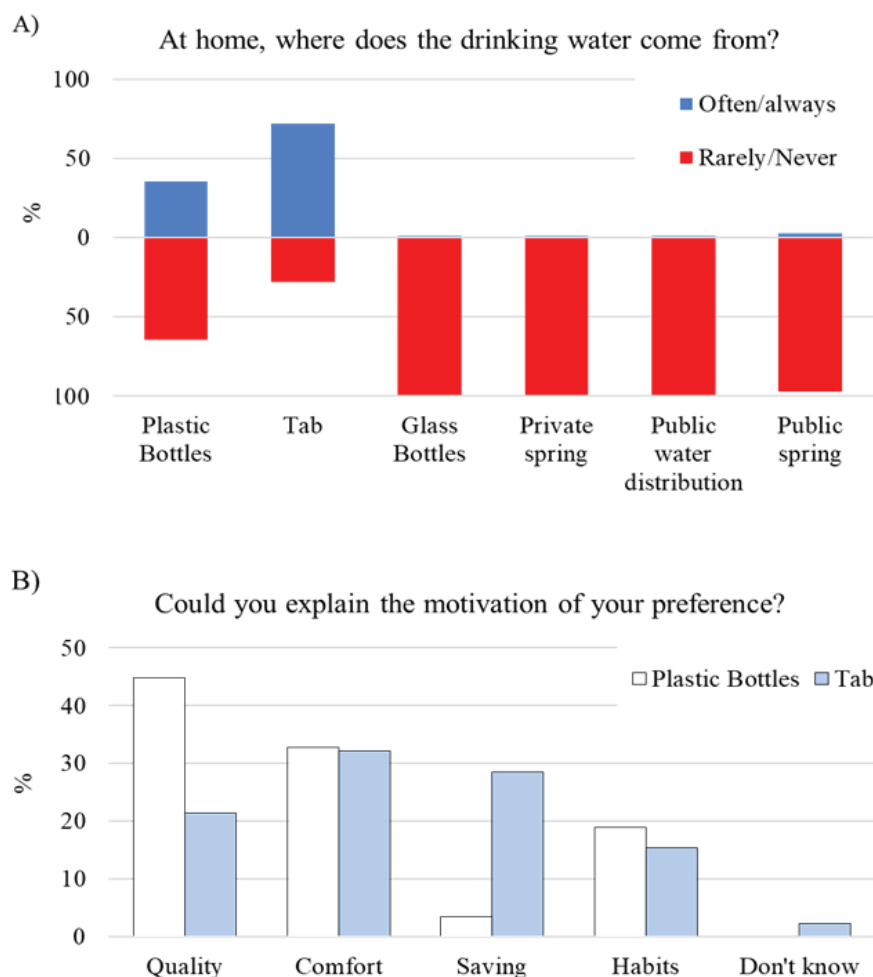 A)
At home, where does the drinking water come from?
100
50
0
50
100
%
Often/always
Rarely/Never
Plastic
Bottles
Tab
Glass
Bottles
Private
spring
Public
water
distribution
Public
spring
B)
Could you explain the motivation of your preference?
50
40
30
20
10
0
%
Plastic Bottles
Tab
Quality
Comfort
Saving
Habits
Don't know